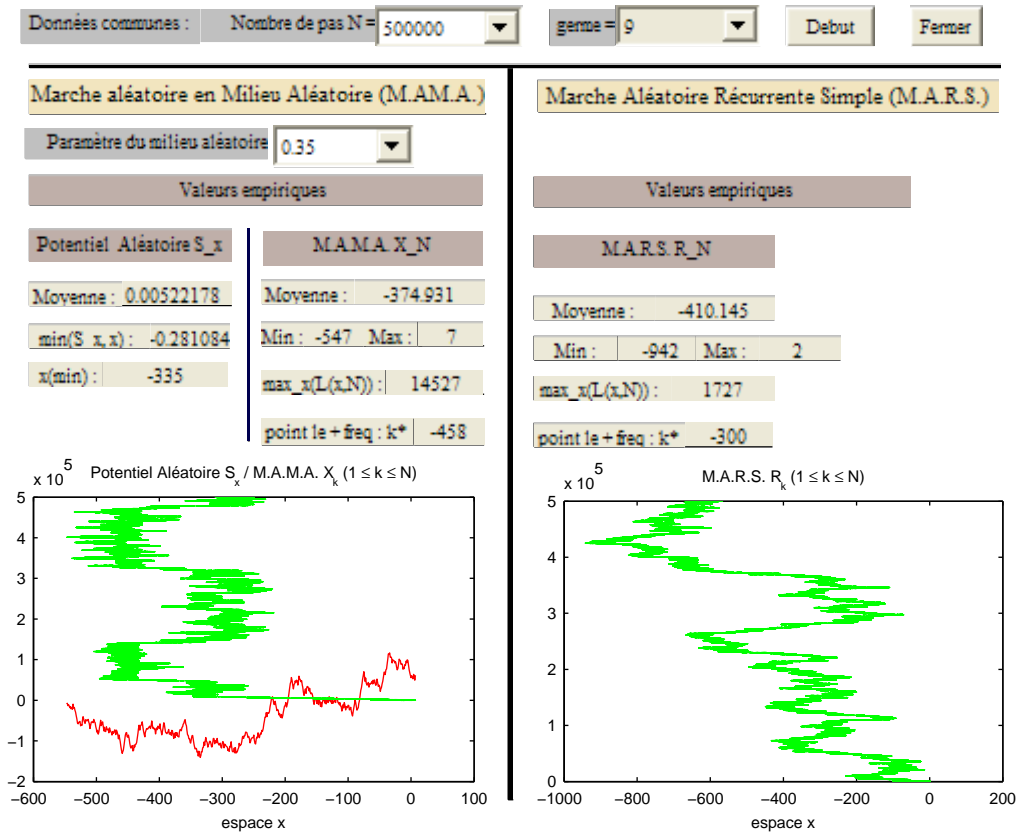 Données communes : Nombre de pas N = 500000 germe = 9 Debut Fermer
Marche aléatoire en Milieu Aléatoire (M.AM.A.)
Paramètre du milieu aléatoire 0.35
Valeurs empiriques
Potentiel Aléatoire S_x M.A.M.A. X_N
Moyenne : 0.00522178 Moyenne : -374.931
min(S_x, x) : -0.281084 Min : -547 Max : 7
x(min) : -335 max_x(L(x,N)) : 14527
point le + freq : k* -458
Marche Aléatoire Récurrente Simple (M.A.R.S.)
Valeurs empiriques
M.A.R.S. R_N
Moyenne : -410.145
Min : -942 Max : 2
max_x(L(x,N)) : 1727
point le + freq : k* -300
x 10^5 Potentiel Aléatoire S_x / M.A.M.A. X_k (1 ≤ k ≤ N)
5
4
3
2
1
0
−1
−2
−600 −500 −400 −300 −200 −100 0 100
espace x
x 10^5 M.A.R.S. R_k (1 ≤ k ≤ N)
5
4
3
2
1
0
−1000 −800 −600 −400 −200 0 200
espace x